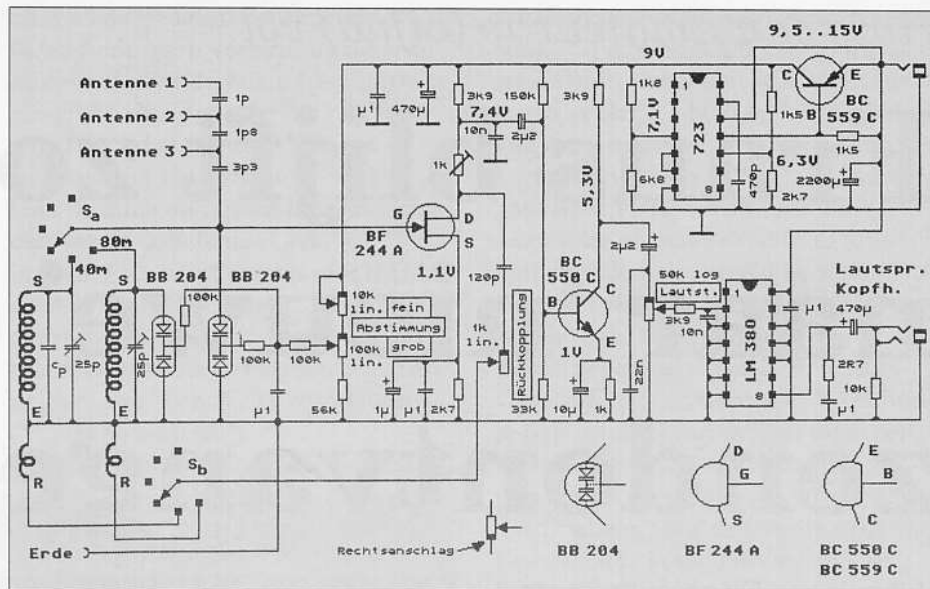 Antenne 1
Antenne 2
Antenne 3
1p
1p8
3p3
Sa
80m
40m
S
S
BB 204
BB 204
100k
100k
100k
cp
25p
25p
E
E
R
R
Sb
µ1
Erde
µ1
470µ
3k9
150k
7,4V
10n
2µ2
1k
G
D
S
BF
244 A
1,1V
10k
lin.
fein
Abstimmung
100k
lin.
grob
56k
1µ
µ1
2k7
120p
1k
lin.
Rückkopplung
33k
9V
3k9
5,3V
BC
550 C
B
C
E
1V
10µ
1k
22n
2µ2
50k log
Lautst.
3k9
10n
1k8
7,1V
6k8
1
723
8
470p
9,5..15V
C
E
B
BC
559 C
1k5
1k5
6,3V
2200µ
2k7
1
LM 380
8
µ1
Lautspr.
Kopfh.
470µ
2R7
10k
µ1
Rechtsanschlag
BB 204
D
G
S
BF 244 A
E
B
C
BC 550 C
BC 559 C